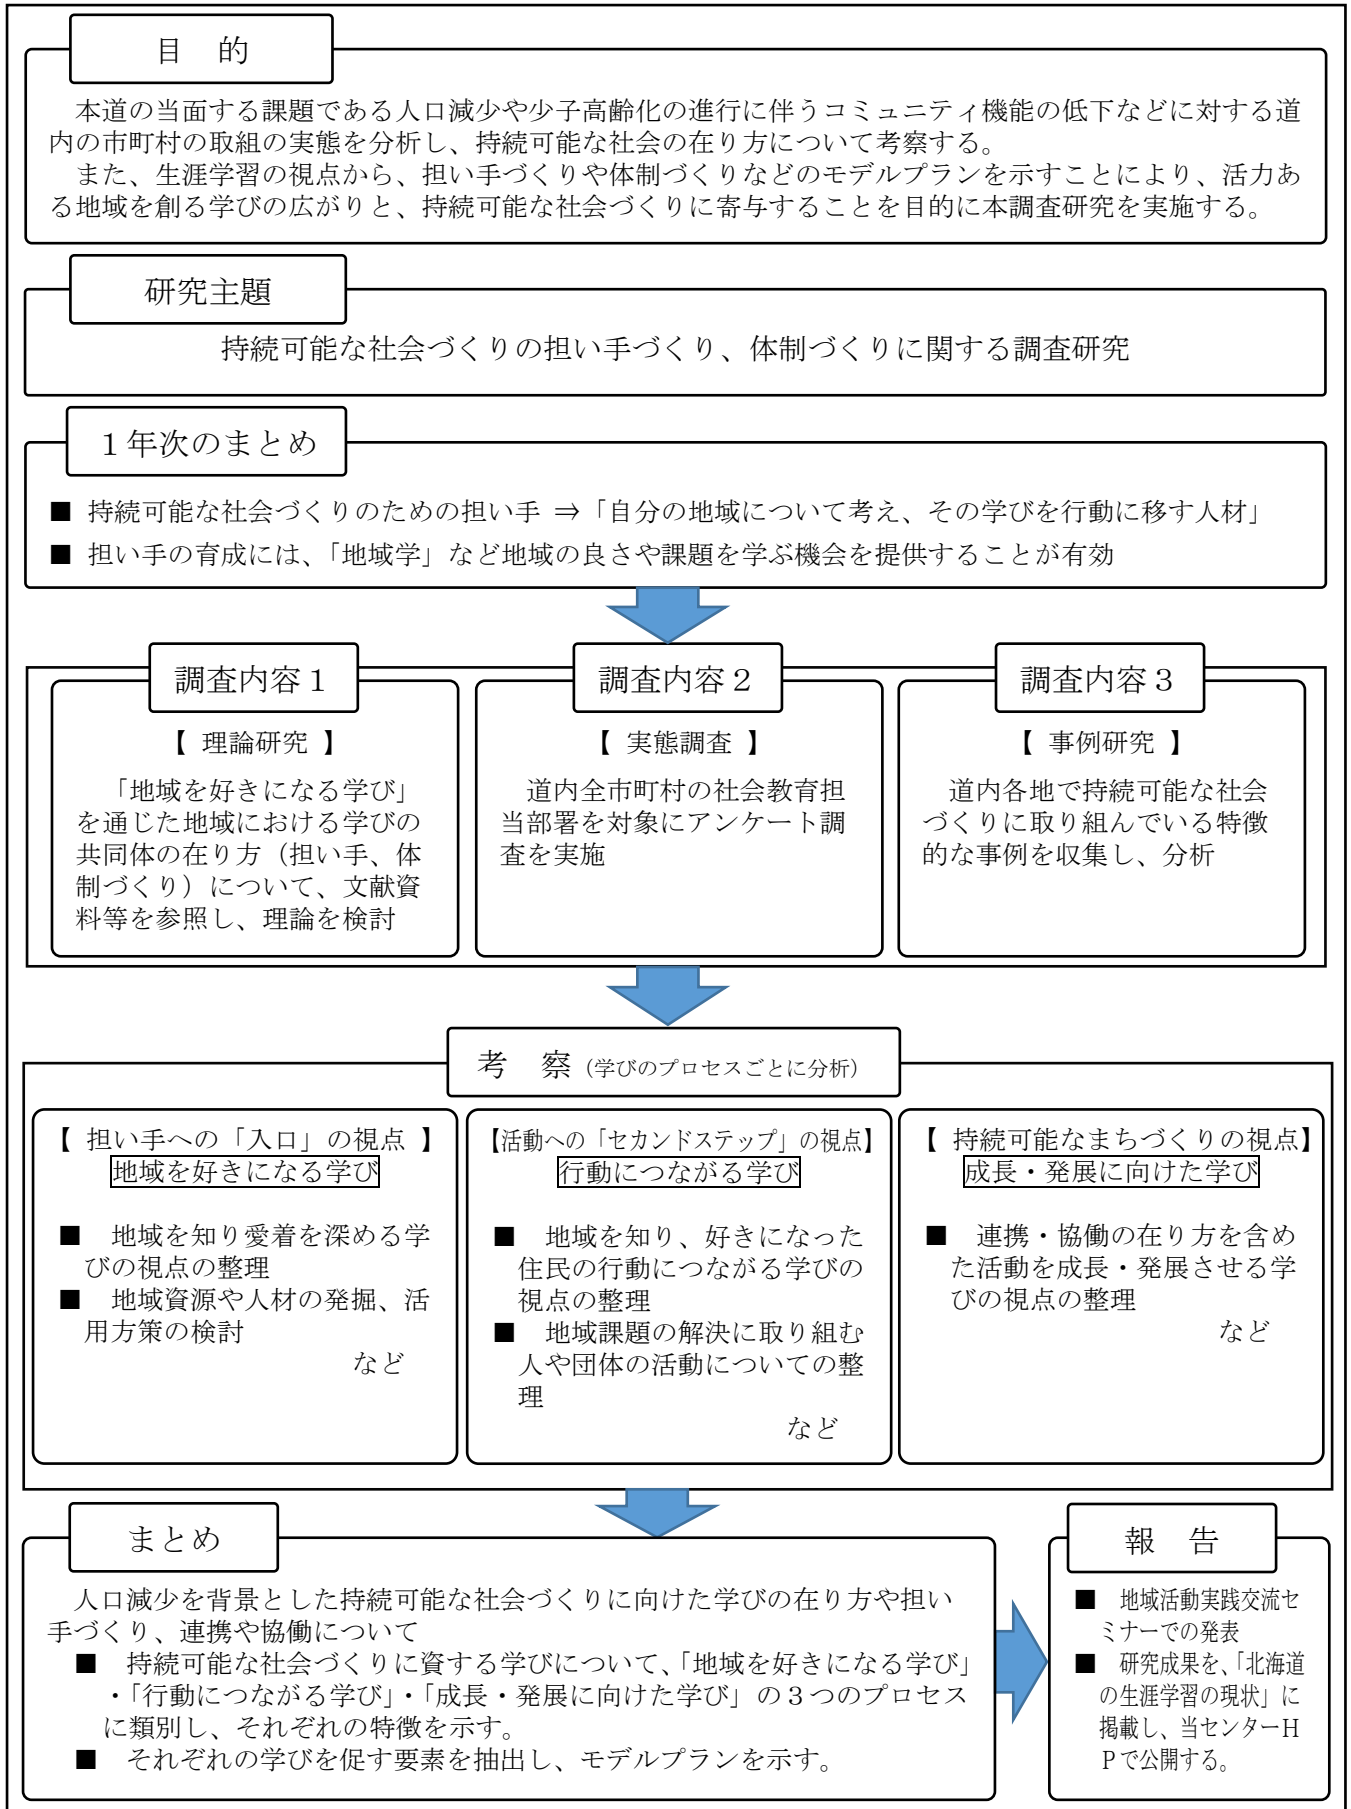 目　的
　本道の当面する課題である人口減少や少子高齢化の進行に伴うコミュニティ機能の低下などに対する道
内の市町村の取組の実態を分析し、持続可能な社会の在り方について考察する。
　また、生涯学習の視点から、担い手づくりや体制づくりなどのモデルプランを示すことにより、活力あ
る地域を創る学びの広がりと、持続可能な社会づくりに寄与することを目的に本調査研究を実施する。
研究主題
持続可能な社会づくりの担い手づくり、体制づくりに関する調査研究
１年次のまとめ
■ 持続可能な社会づくりのための担い手 ⇒「自分の地域について考え、その学びを行動に移す人材」
■ 担い手の育成には、「地域学」など地域の良さや課題を学ぶ機会を提供することが有効
調査内容１
【 理論研究 】
　「地域を好きになる学び」
を通じた地域における学びの
共同体の在り方（担い手、体
制づくり）について、文献資
料等を参照し、理論を検討
調査内容２
【 実態調査 】
　道内全市町村の社会教育担
当部署を対象にアンケート調
査を実施
調査内容３
【 事例研究 】
　道内各地で持続可能な社会
づくりに取り組んでいる特徴
的な事例を収集し、分析
考　察（学びのプロセスごとに分析）
【 担い手への「入口」の視点 】
地域を好きになる学び
■　地域を知り愛着を深める学
びの視点の整理
■　地域資源や人材の発掘、活
用方策の検討
など
【活動への「セカンドステップ」の視点】
行動につながる学び
■　地域を知り、好きになった
住民の行動につながる学びの
視点の整理
■　地域課題の解決に取り組む
人や団体の活動についての整
理
など
【 持続可能なまちづくりの視点】
成長・発展に向けた学び
■　連携・協働の在り方を含め
た活動を成長・発展させる学
びの視点の整理
など
まとめ
　人口減少を背景とした持続可能な社会づくりに向けた学びの在り方や担い
手づくり、連携や協働について
■　持続可能な社会づくりに資する学びについて、「地域を好きになる学び」
・「行動につながる学び」・「成長・発展に向けた学び」の３つのプロセス
に類別し、それぞれの特徴を示す。
■　それぞれの学びを促す要素を抽出し、モデルプランを示す。
報　告
■　地域活動実践交流セ
ミナーでの発表
■　研究成果を、「北海道
の生涯学習の現状」に
掲載し、当センターＨ
Ｐで公開する。